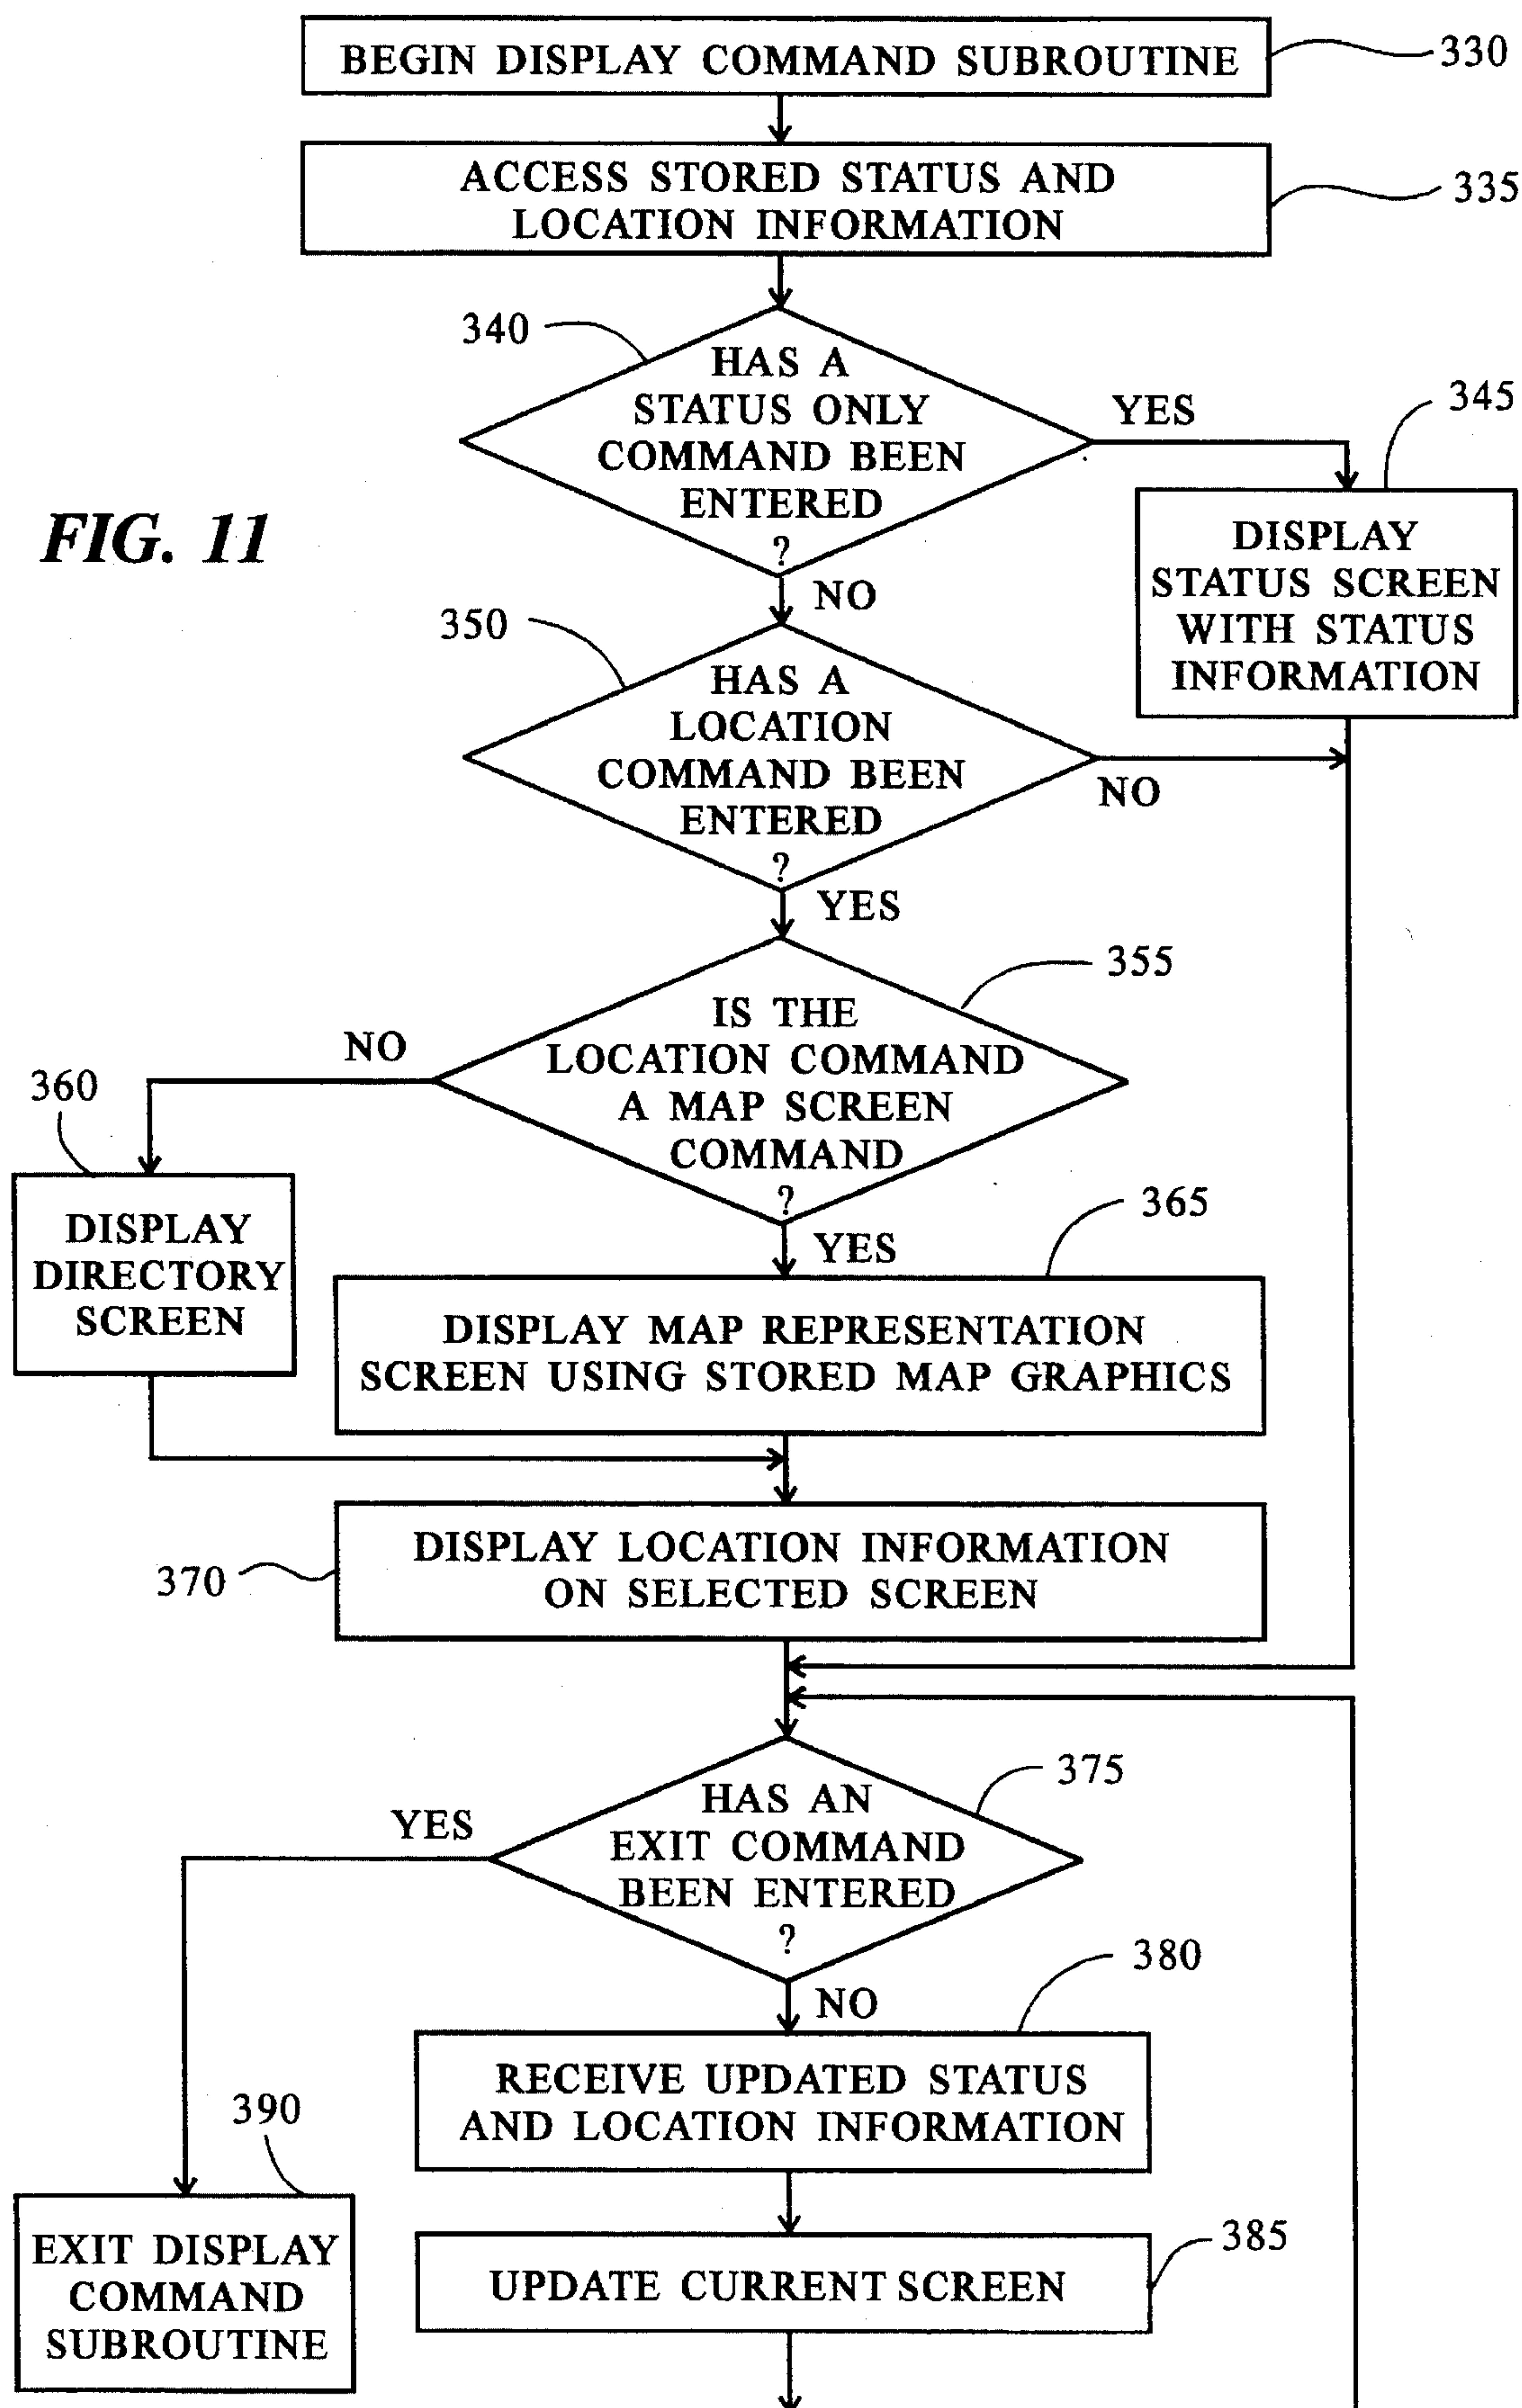 BEGIN DISPLAY COMMAND SUBROUTINE
330
ACCESS STORED STATUS AND
LOCATION INFORMATION
335
340
HAS A
STATUS ONLY
COMMAND BEEN
ENTERED
?
YES
345
DISPLAY
STATUS SCREEN
WITH STATUS
INFORMATION
FIG. 11
NO
350
HAS A
LOCATION
COMMAND BEEN
ENTERED
?
NO
YES
355
IS THE
LOCATION COMMAND
A MAP SCREEN
COMMAND
?
NO
360
DISPLAY
DIRECTORY
SCREEN
YES
365
DISPLAY MAP REPRESENTATION
SCREEN USING STORED MAP GRAPHICS
370
DISPLAY LOCATION INFORMATION
ON SELECTED SCREEN
375
HAS AN
EXIT COMMAND
BEEN ENTERED
?
YES
NO
380
RECEIVE UPDATED STATUS
AND LOCATION INFORMATION
390
EXIT DISPLAY
COMMAND
SUBROUTINE
385
UPDATE CURRENT SCREEN